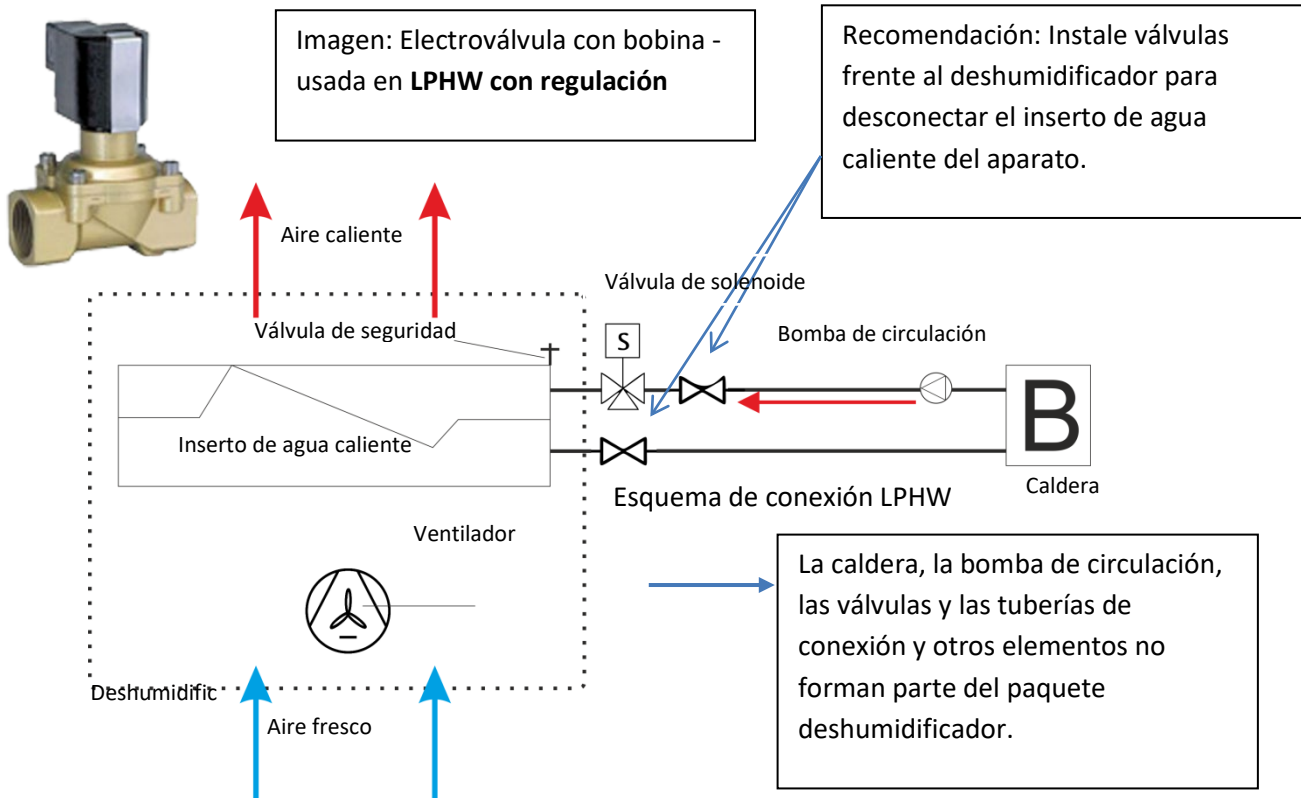 Imagen: Electroválvula con bobina -
usada en LPHW con regulación
Recomendación: Instale válvulas
frente al deshumidificador para
desconectar el inserto de agua
caliente del aparato.
Aire caliente
Válvula de solenoide
Válvula de seguridad
S
Bomba de circulación
B
Inserto de agua caliente
Caldera
Esquema de conexión LPHW
Ventilador
La caldera, la bomba de circulación,
las válvulas y las tuberías de
conexión y otros elementos no
forman parte del paquete
deshumidificador.
Deshumidific
Aire fresco